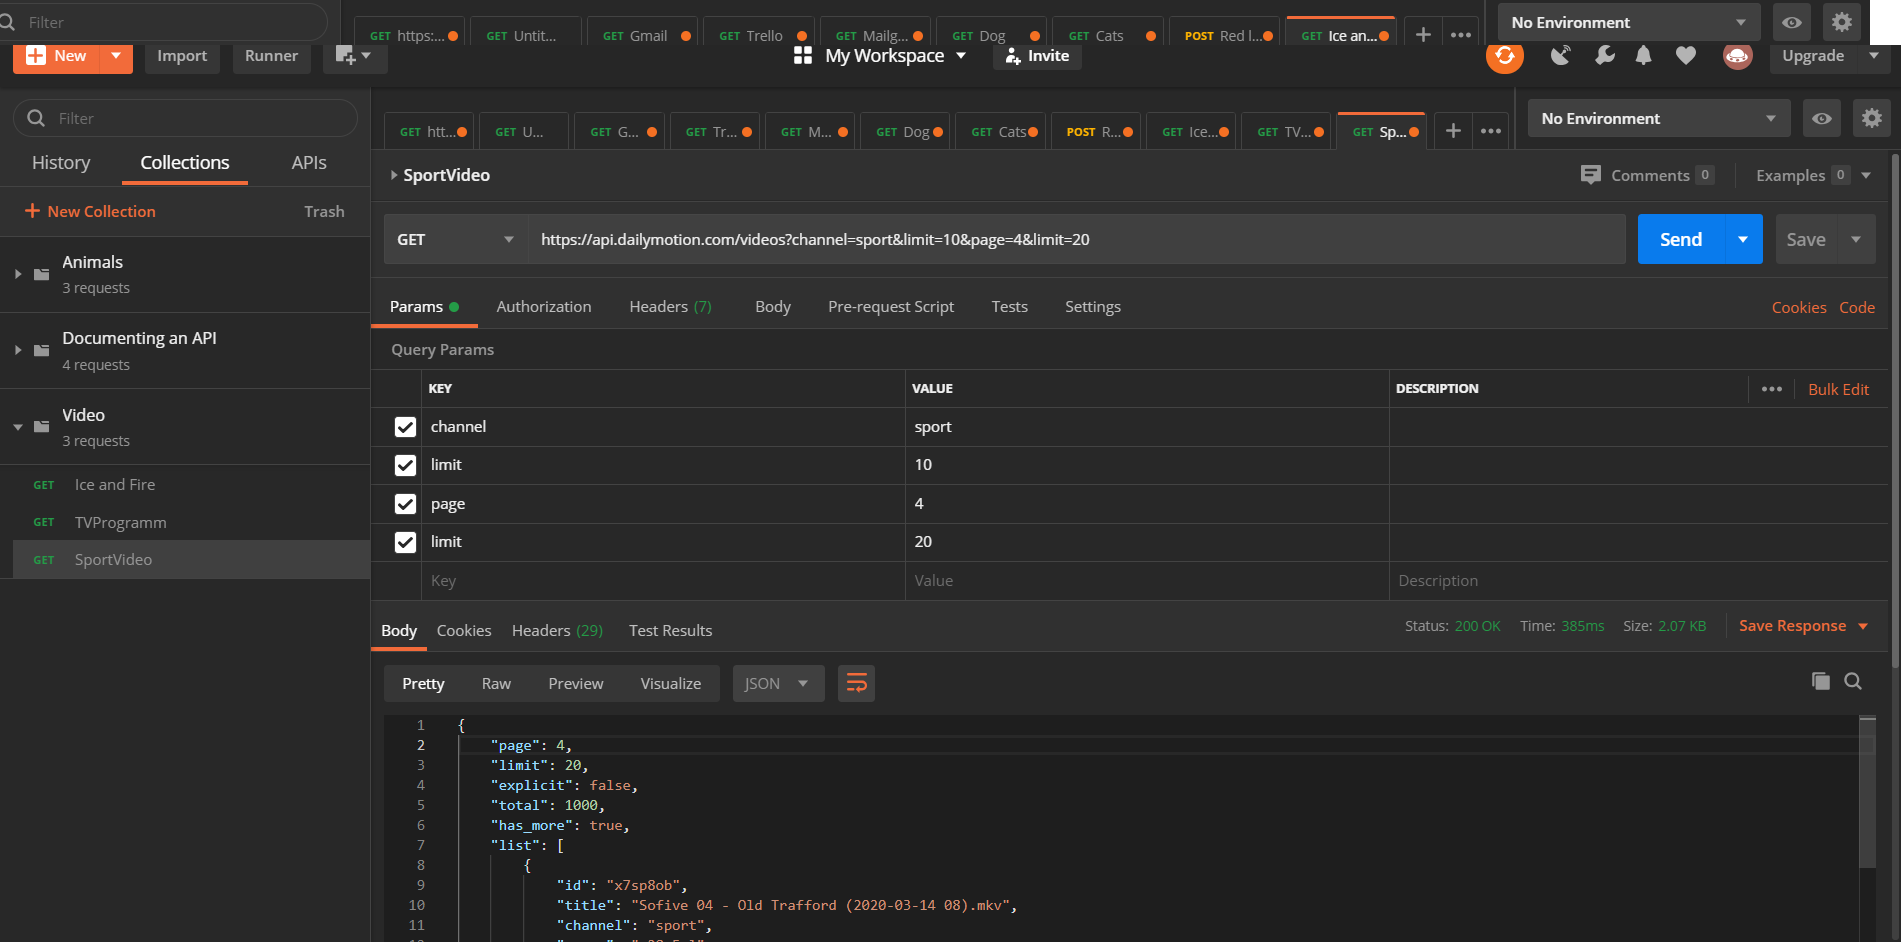 Filter
GET https:... GET Untit... GET Gmail GET Trello GET Mailg... GET Dog GET Cats POST Red I... GET Ice an... + ••• No Environment
New Import Runner My Workspace Invite Upgrade
Filter
GET htt... GET U... GET G... GET Tr... GET M... GET Dog GET Cats POST R... GET Ice... GET TV... GET Sp... + ••• No Environment
History Collections APIs
SportVideo Comments 0 Examples 0
+ New Collection Trash
GET https://api.dailymotion.com/videos?channel=sport&limit=10&page=4&limit=20 Send Save
Animals
3 requests
Params Authorization Headers (7) Body Pre-request Script Tests Settings Cookies Code
Documenting an API
4 requests
Query Params
KEY VALUE DESCRIPTION ••• Bulk Edit
Video
3 requests
channel sport
limit 10
page 4
limit 20
Key Value Description
GET Ice and Fire
GET TVProgramm
GET SportVideo
Body Cookies Headers (29) Test Results Status: 200 OK Time: 385ms Size: 2.07 KB Save Response
Pretty Raw Preview Visualize JSON
1 {
2 "page": 4,
3 "limit": 20,
4 "explicit": false,
5 "total": 1000,
6 "has_more": true,
7 "list": [
8 {
9 "id": "x7sp8ob",
10 "title": "Sofive 04 - Old Trafford (2020-03-14 08).mkv",
11 "channel": "sport",